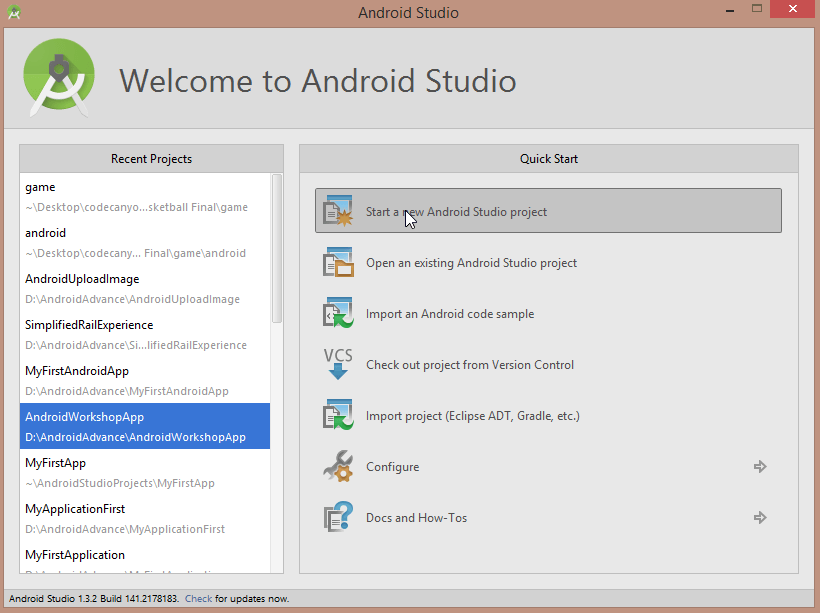 Android Studio
Welcome to Android Studio
Recent Projects
game
~\Desktop\codecanyo...sketball Final\game
android
~\Desktop\codecany... Final\game\android
AndroidUploadImage
D:\AndroidAdvance\AndroidUploadImage
SimplifiedRailExperience
D:\AndroidAdvance\Si...lifiedRailExperience
MyFirstAndroidApp
D:\AndroidAdvance\MyFirstAndroidApp
AndroidWorkshopApp
D:\AndroidAdvance\AndroidWorkshopApp
MyFirstApp
~\AndroidStudioProjects\MyFirstApp
MyApplicationFirst
D:\AndroidAdvance\MyApplicationFirst
MyFirstApplication
Quick Start
Start a new Android Studio project
Open an existing Android Studio project
Import an Android code sample
VCS
Check out project from Version Control
Import project (Eclipse ADT, Gradle, etc.)
Configure
Docs and How-Tos
Android Studio 1.3.2 Build 141.2178183. Check for updates now.